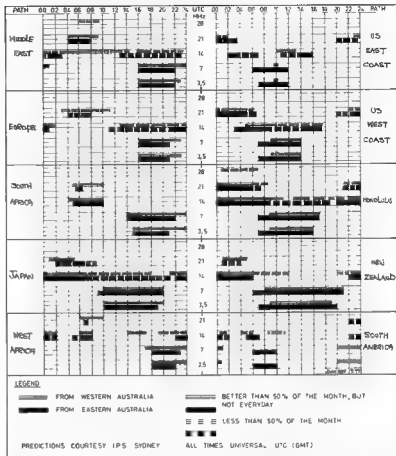 PATH 00 02 04 06 08 10 12 14 16 18 20 22 24 UTC MHz 00 02 04 06 08 10 12 14 16 18 20 22 24 PATH
28
MIDDLE 21 US
EAST 14 EAST
7 COAST
3,5
28
21 US
EUROPE 14 WEST
7 COAST
3,5
28
SOUTH 21
AFRICA 14 HONOLULU
7
3,5
28
21 NEW
JAPAN 14 ZEALAND
7
3,5
21
WEST 14 SOUTH
AFRICA 7 AMERICA
3,5
LEGEND
FROM WESTERN AUSTRALIA
FROM EASTERN AUSTRALIA
BETTER THAN 50% OF THE MONTH, BUT
NOT EVERYDAY
LESS THAN 50% OF THE MONTH
PREDICTIONS COURTESY IPS SYDNEY ALL TIMES UNIVERSAL UTC (GMT)